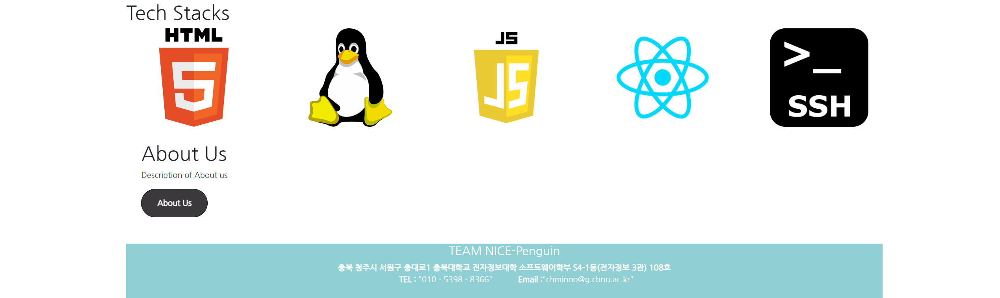 Tech Stacks
HTML
5
JS
JS
>_
SSH
About Us
Description of About us
About Us
TEAM NICE-Penguin
충북 청주시 서원구 충대로1 충북대학교 전자정보대학 소프트웨어학부 S4-1동(전자정보 3관) 108호
TEL : "010 - 5398 - 8366" Email :"chminoo@g.cbnu.ac.kr"